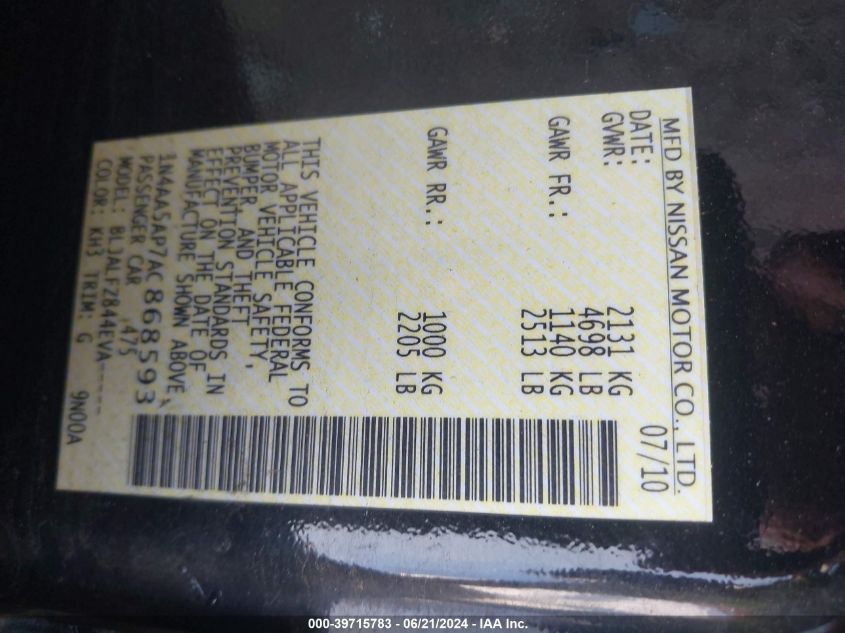 MFD BY NISSAN MOTOR CO., LTD.
DATE: 07/10
GVWR: 2131 KG
4698 LB
GAWR FR.: 1140 KG
2513 LB
GAWR RR.: 1000 KG
2205 LB
THIS VEHICLE CONFORMS TO
ALL APPLICABLE FEDERAL
MOTOR VEHICLE SAFETY,
BUMPER, AND THEFT
PREVENTION STANDARDS IN
EFFECT ON THE DATE OF
MANUFACTURE SHOWN ABOVE.
1N4AA5AP7AC868593
PASSENGER CAR 475
MODEL: BLJALFZ844EVA-----
COLOR: KH3 TRIM: G 9N00A
000-39715783 - 06/21/2024 - IAA Inc.